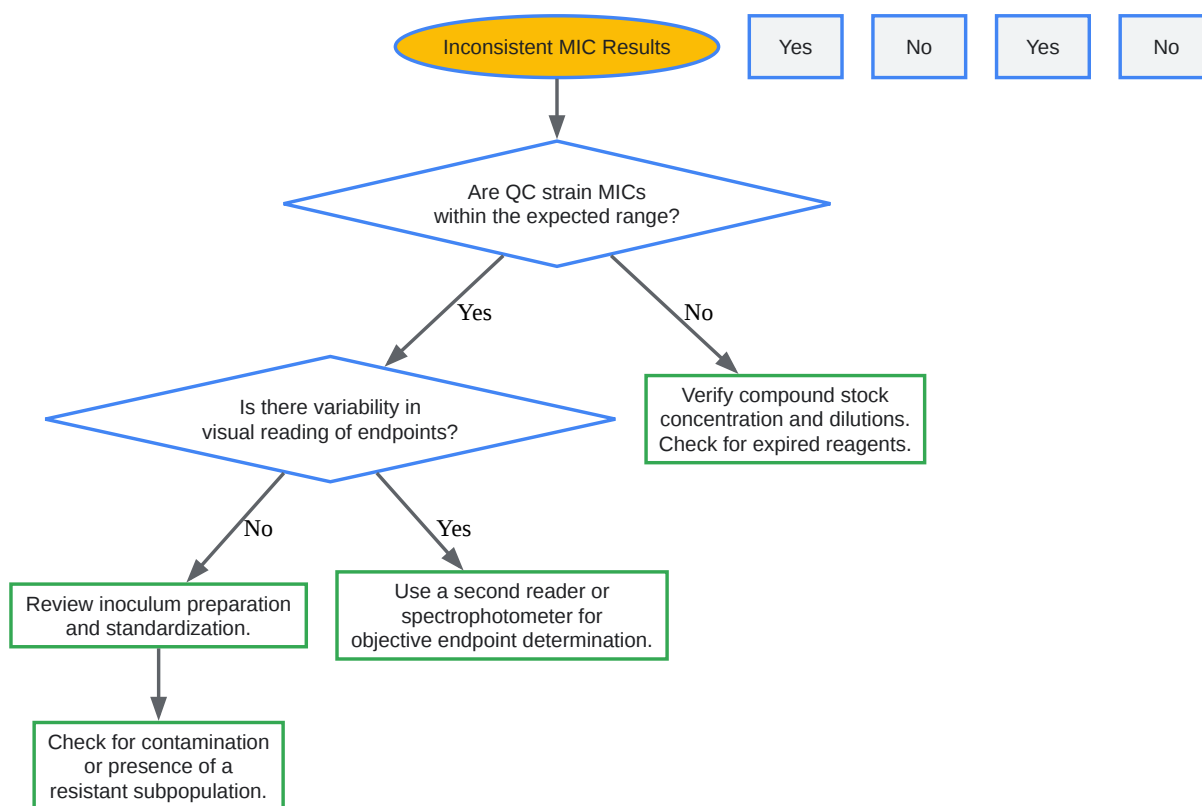 Inconsistent MIC Results
Yes
No
Yes
No
Are QC strain MICs
within the expected range?
Yes
No
Is there variability in
visual reading of endpoints?
Verify compound stock
concentration and dilutions.
Check for expired reagents.
No
Yes
Review inoculum preparation
and standardization.
Use a second reader or
spectrophotometer for
objective endpoint determination.
Check for contamination
or presence of a
resistant subpopulation.